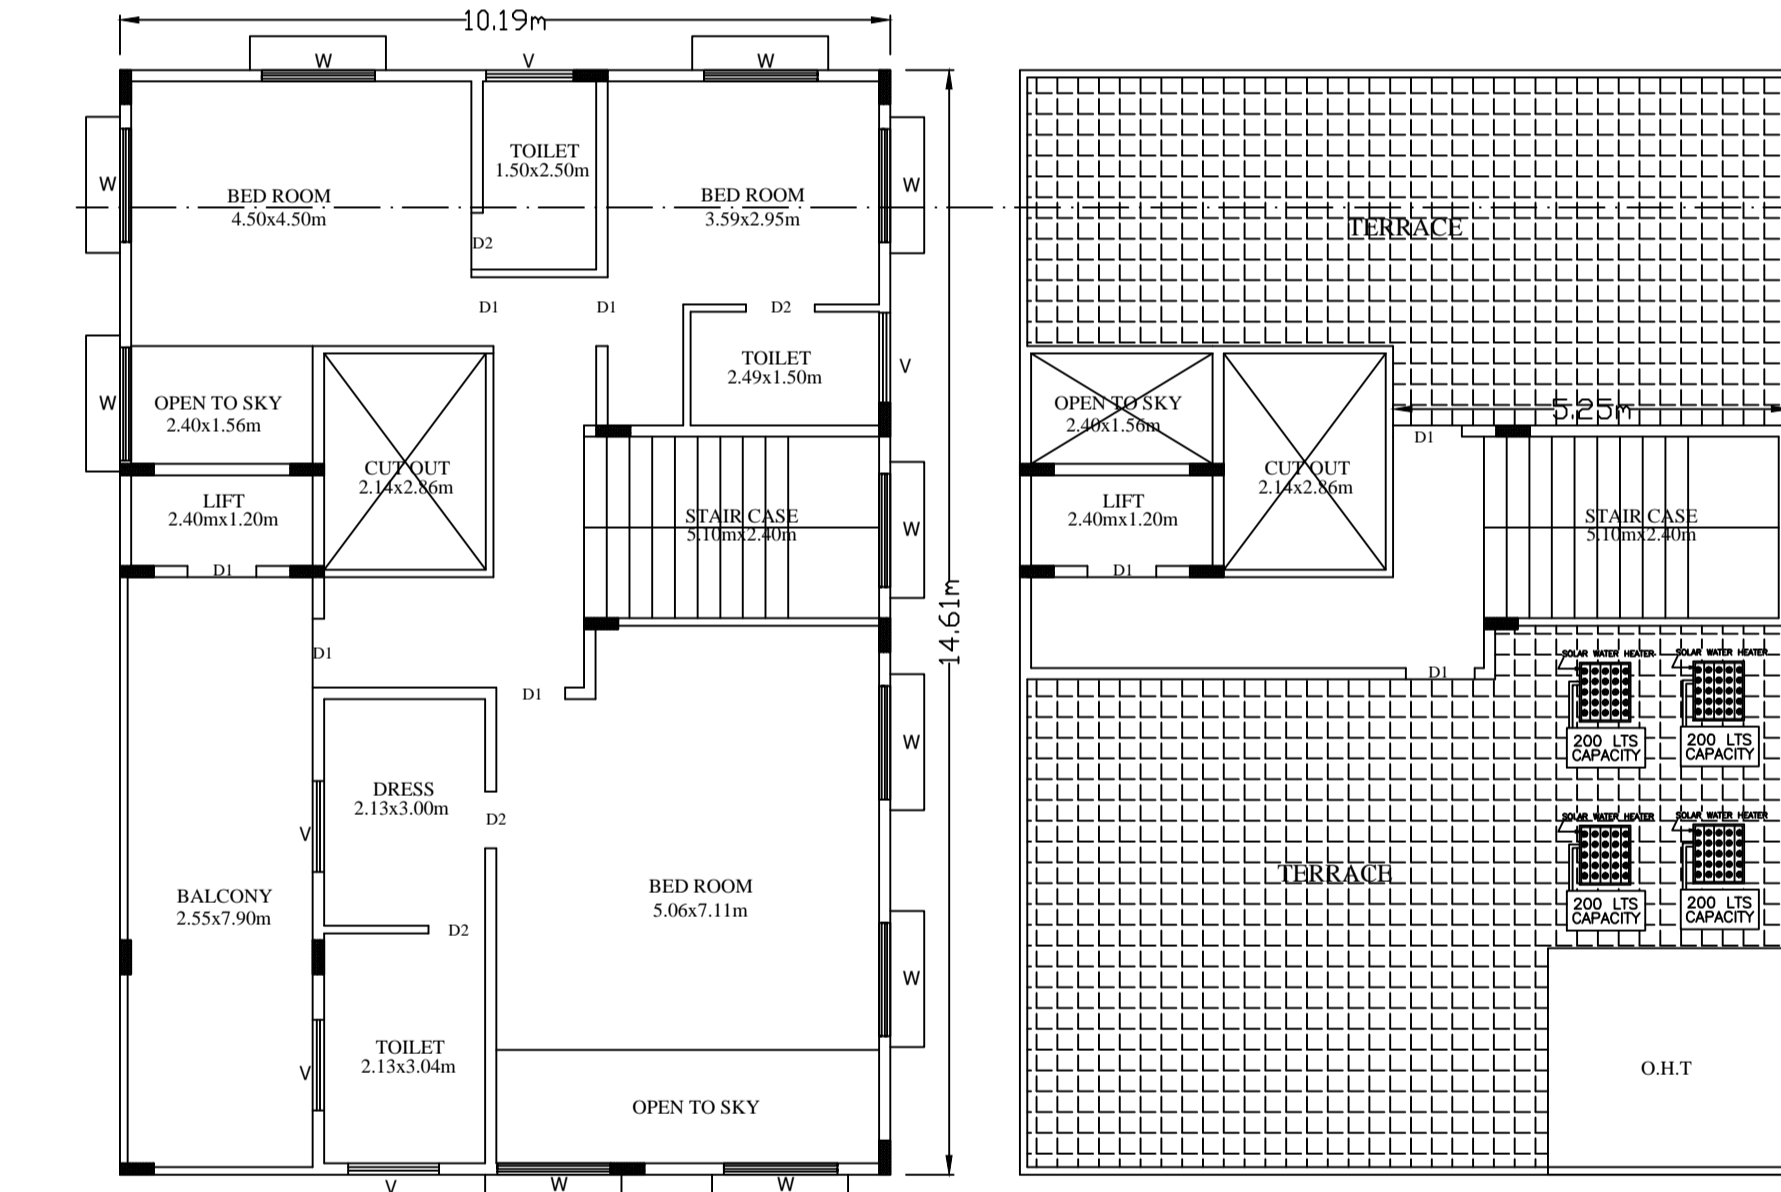 10.19m
W
V
W
TOILET
1.50x2.50m
W
BED ROOM
4.50x4.50m
BED ROOM
3.59x2.95m
W
D2
D1
D1
D2
W
OPEN TO SKY
2.40x1.56m
TOILET
2.49x1.50m
V
CUT OUT
2.14x2.86m
LIFT
2.40mx1.20m
STAIR CASE
5.10mx2.40m
W
D1
14.61m
D1
D1
W
DRESS
2.13x3.00m
V
D2
BALCONY
2.55x7.90m
BED ROOM
5.06x7.11m
D2
W
TOILET
2.13x3.04m
V
OPEN TO SKY
V
W
W
TERRACE
OPEN TO SKY
2.40x1.56m
5.25m
D1
CUT OUT
2.14x2.86m
LIFT
2.40mx1.20m
STAIR CASE
5.10mx2.40m
D1
D1
SOLAR WATER HEATER
SOLAR WATER HEATER
200 LTS
CAPACITY
200 LTS
CAPACITY
SOLAR WATER HEATER
SOLAR WATER HEATER
TERRACE
200 LTS
CAPACITY
200 LTS
CAPACITY
O.H.T